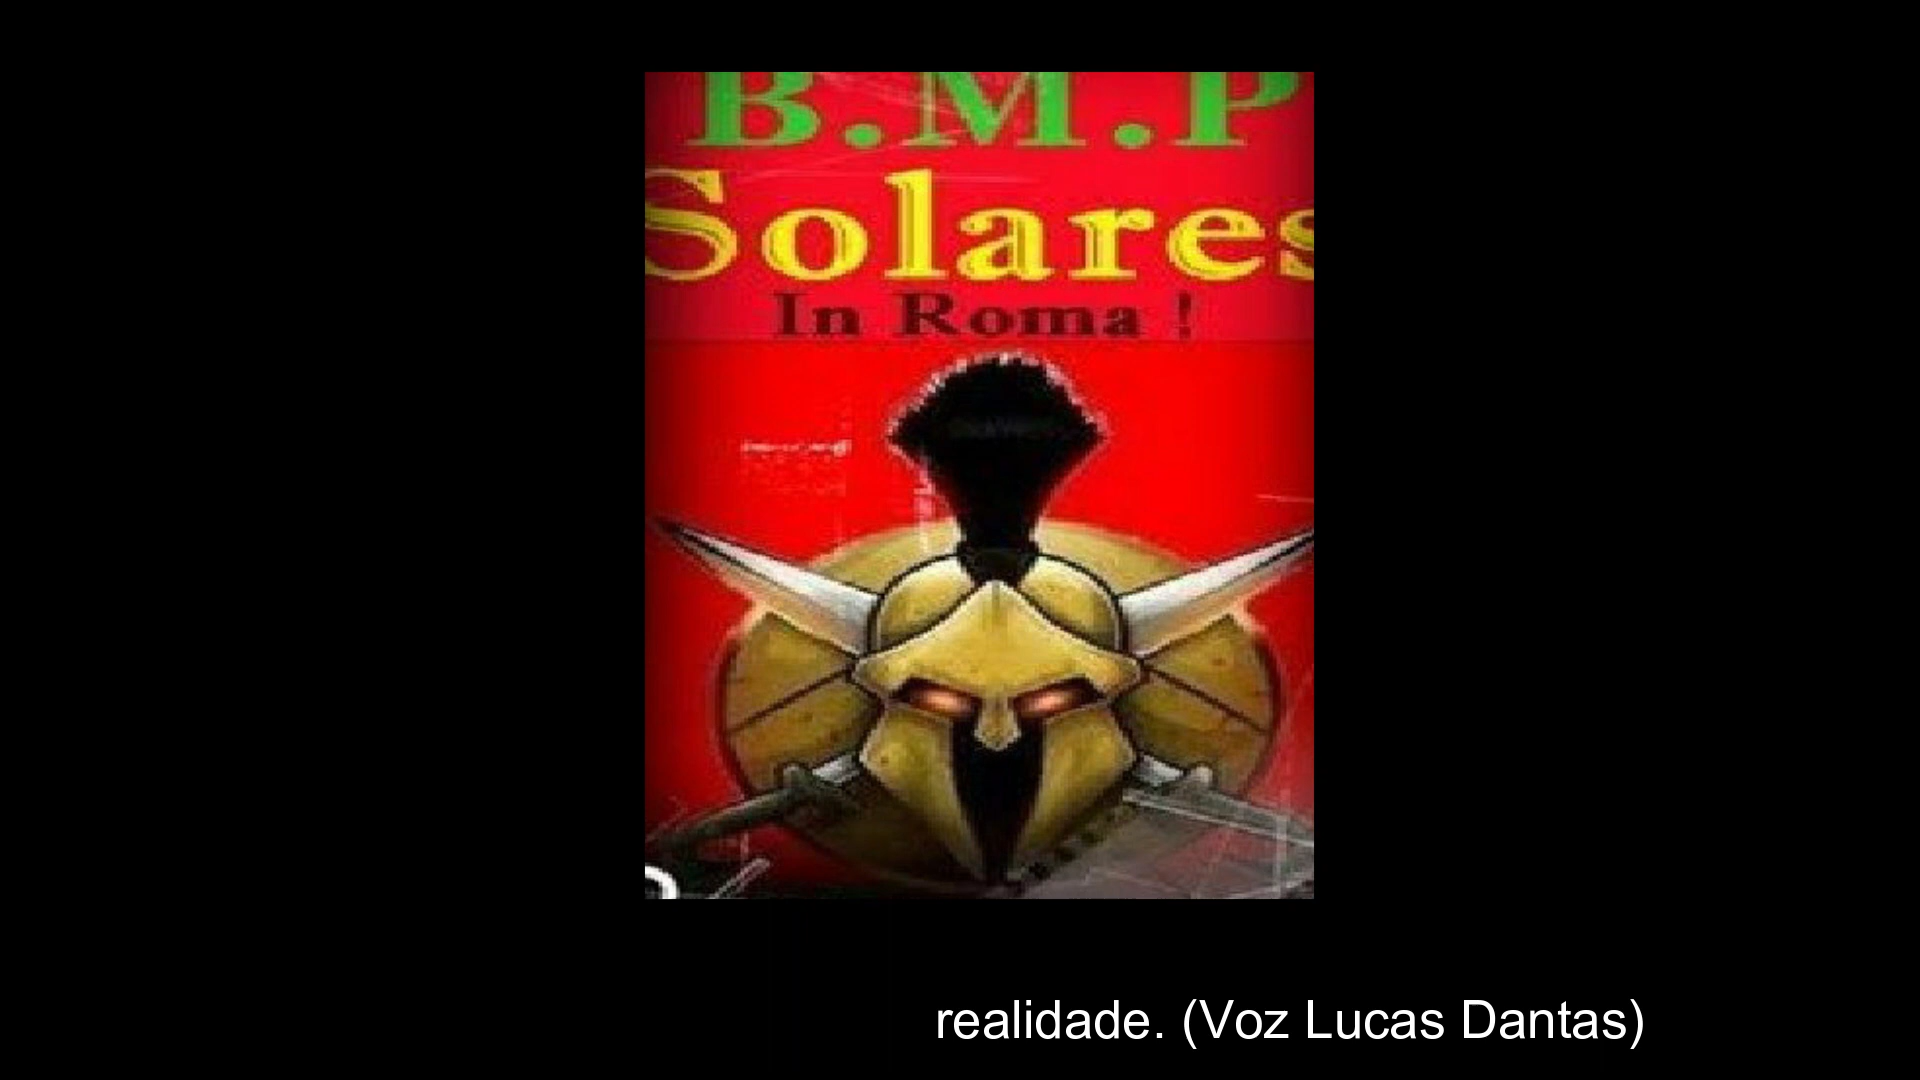 B.M.P
Solares
In Roma !
realidade. (Voz Lucas Dantas)